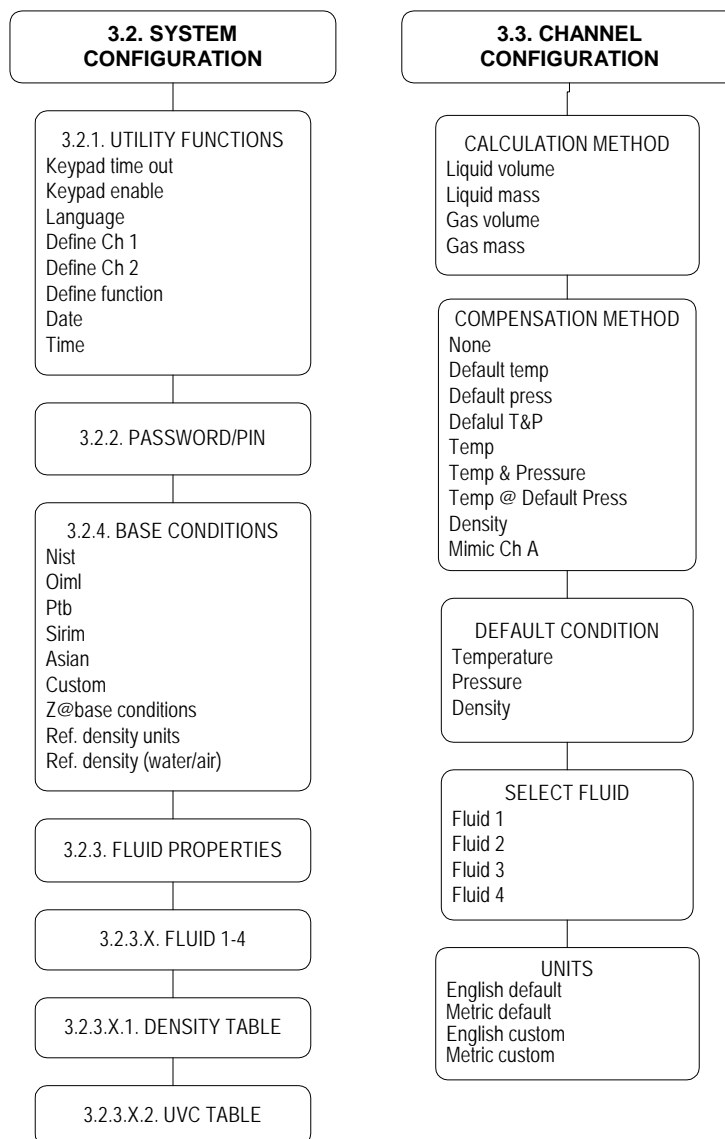 3.2. SYSTEM
CONFIGURATION
3.2.1. UTILITY FUNCTIONS
Keypad time out
Keypad enable
Language
Define Ch 1
Define Ch 2
Define function
Date
Time
3.2.2. PASSWORD/PIN
3.2.4. BASE CONDITIONS
Nist
Oiml
Ptb
Sirim
Asian
Custom
Z@base conditions
Ref. density units
Ref. density (water/air)
3.2.3. FLUID PROPERTIES
3.2.3.X. FLUID 1-4
3.2.3.X.1. DENSITY TABLE
3.2.3.X.2. UVC TABLE
3.3. CHANNEL
CONFIGURATION
CALCULATION METHOD
Liquid volume
Liquid mass
Gas volume
Gas mass
COMPENSATION METHOD
None
Default temp
Default press
Defalul T&P
Temp
Temp & Pressure
Temp @ Default Press
Density
Mimic Ch A
DEFAULT CONDITION
Temperature
Pressure
Density
SELECT FLUID
Fluid 1
Fluid 2
Fluid 3
Fluid 4
UNITS
English default
Metric default
English custom
Metric custom